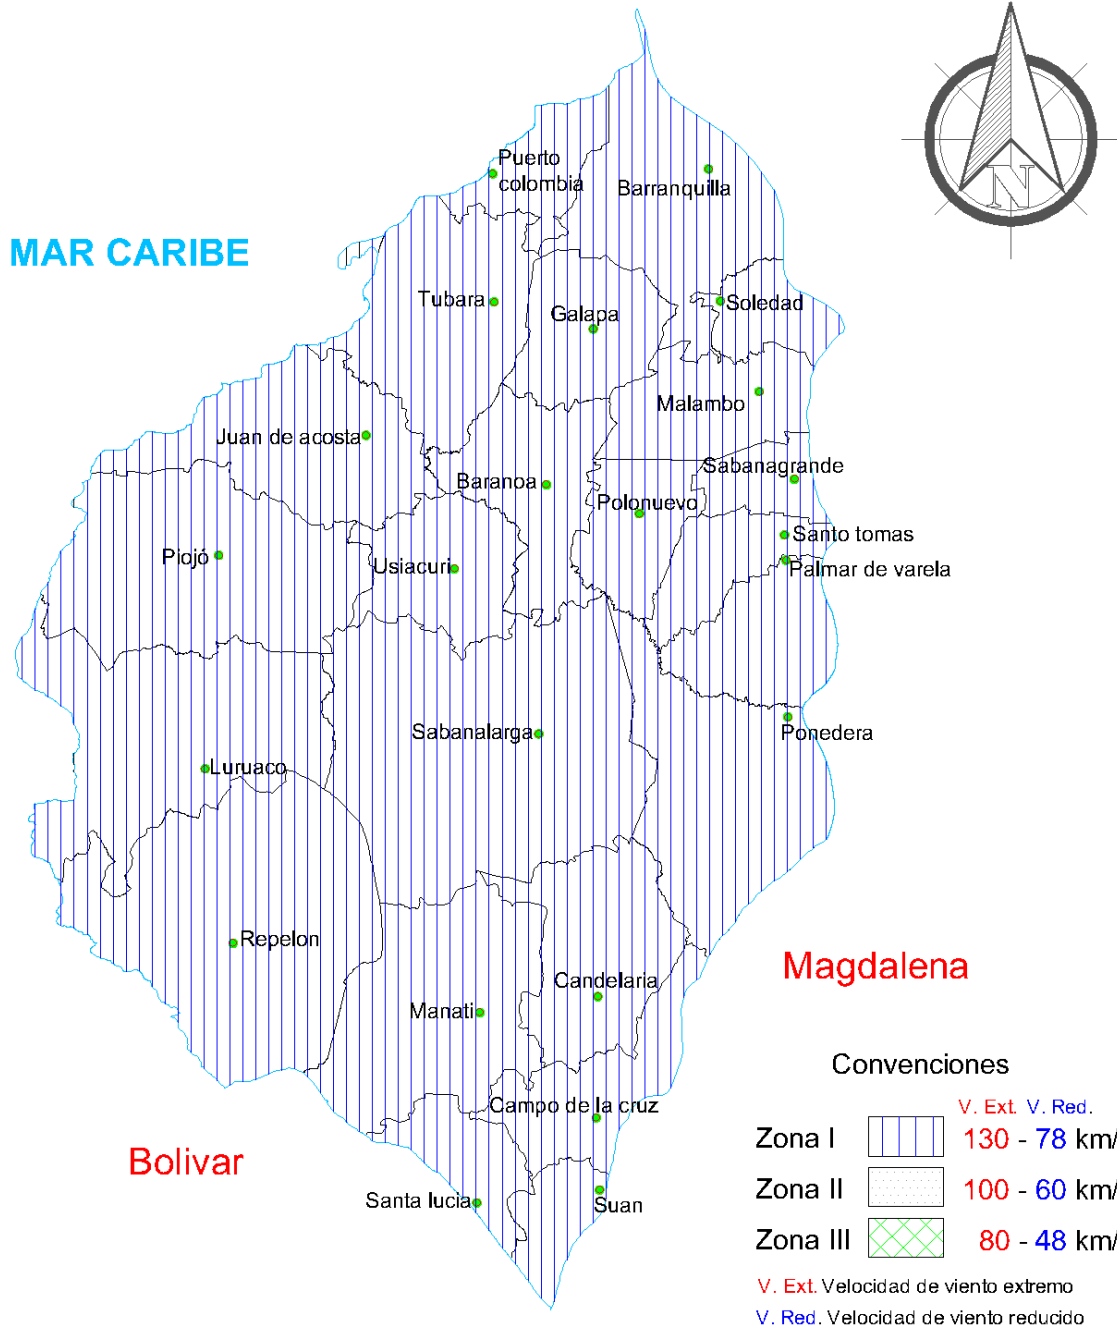 N
Puerto
colombia
Barranquilla
MAR CARIBE
Tubara
Galapa
Soledad
Malambo
Juan de acosta
Sabanagrande
Baranoa
Polonuevo
Santo tomas
Piojó
Usiacuri
Palmar de varela
Sabanalarga
Ponedera
Luruaco
Repelon
Magdalena
Candelaria
Manati
Convenciones
V. Ext. V. Red.
Campo de la cruz
Zona I 130 - 78 km/
Bolivar
Zona II 100 - 60 km/
Santa lucia
Suan
Zona III 80 - 48 km/
V. Ext. Velocidad de viento extremo
V. Red. Velocidad de viento reducido